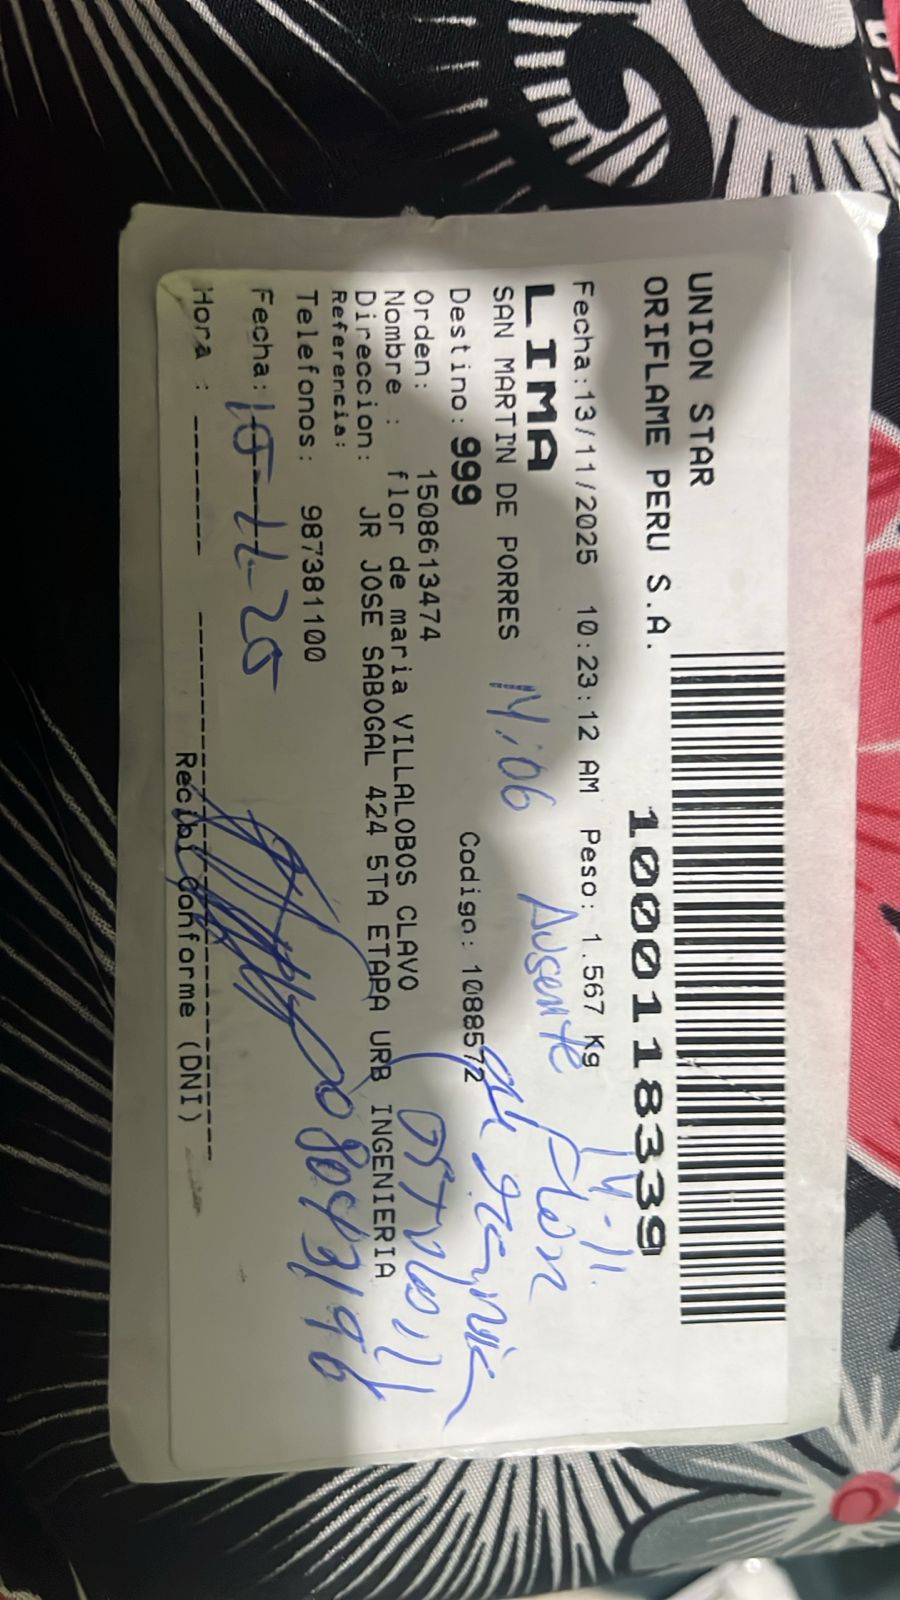 UNION STAR
ORIFLAME PERU S.A.
1000118339
Fecha:13/11/2025 10:23:12 AM Peso: 1.567 Kg
LIMA
SAN MARTIN DE PORRES 14:06 Ausente
Destino: 999 Codigo: 1088572
Orden: 1508613474
Nombre : flor de maria VILLALOBOS CLAVO
Direccion: JR JOSE SABOGAL 424 5TA ETAPA URB INGENIERIA
Referencia:
Telefonos: 987381100
Fecha:
Hora :
Recibi conforme (DNI)